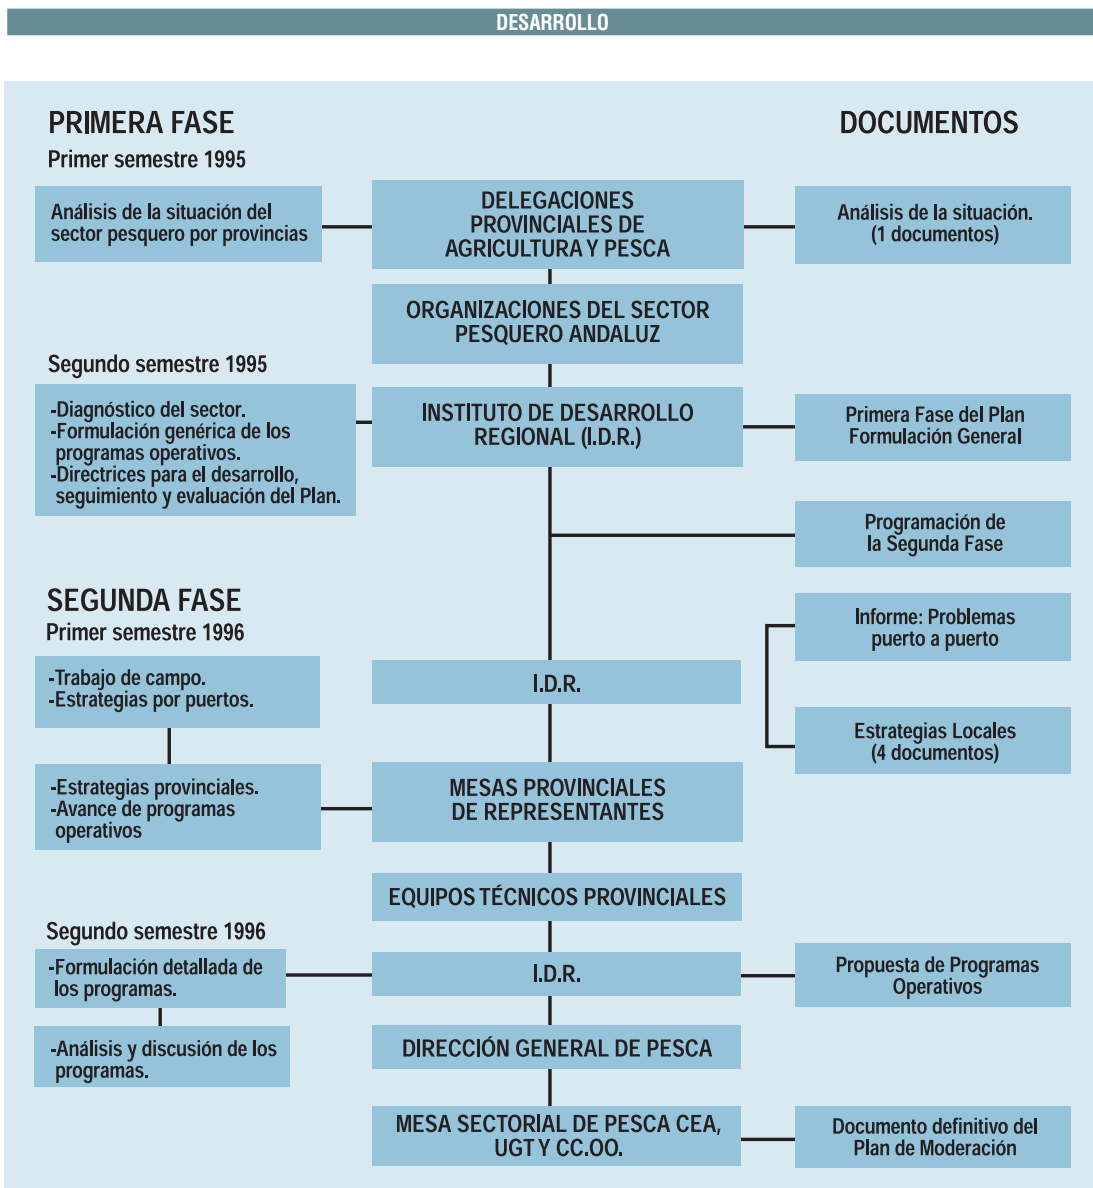 DESARROLLO
PRIMERA FASE
DOCUMENTOS
Primer semestre 1995
Análisis de la situación del
sector pesquero por provincias
DELEGACIONES
PROVINCIALES DE
AGRICULTURA Y PESCA
Análisis de la situación.
(1 documentos)
ORGANIZACIONES DEL SECTOR
PESQUERO ANDALUZ
Segundo semestre 1995
-Diagnóstico del sector.
-Formulación genérica de los
programas operativos.
-Directrices para el desarrollo,
seguimiento y evaluación del Plan.
INSTITUTO DE DESARROLLO
REGIONAL (I.D.R.)
Primera Fase del Plan
Formulación General
Programación de
la Segunda Fase
SEGUNDA FASE
Primer semestre 1996
Informe: Problemas
puerto a puerto
-Trabajo de campo.
-Estrategias por puertos.
I.D.R.
Estrategias Locales
(4 documentos)
-Estrategias provinciales.
-Avance de programas
operativos
MESAS PROVINCIALES
DE REPRESENTANTES
EQUIPOS TÉCNICOS PROVINCIALES
Segundo semestre 1996
-Formulación detallada de
los programas.
I.D.R.
Propuesta de Programas
Operativos
-Análisis y discusión de los
programas.
DIRECCIÓN GENERAL DE PESCA
MESA SECTORIAL DE PESCA CEA,
UGT Y CC.OO.
Documento definitivo del
Plan de Moderación